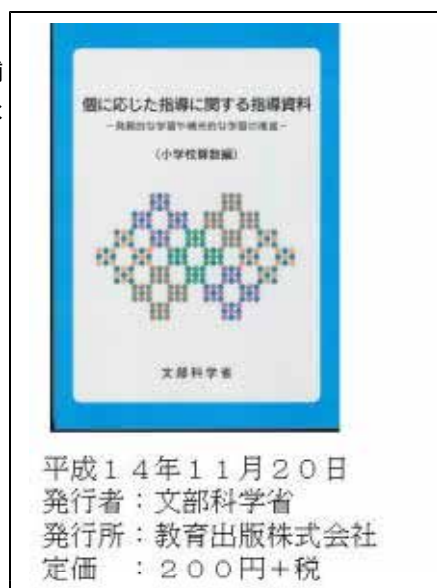 個に応じた指導に関する指導資料
－発展的な学習や補充的な学習の推進－
（小学校算数編）
文部科学省
平成１４年１１月２０日
発行者：文部科学省
発行所：教育出版株式会社
定価　：２００円＋税